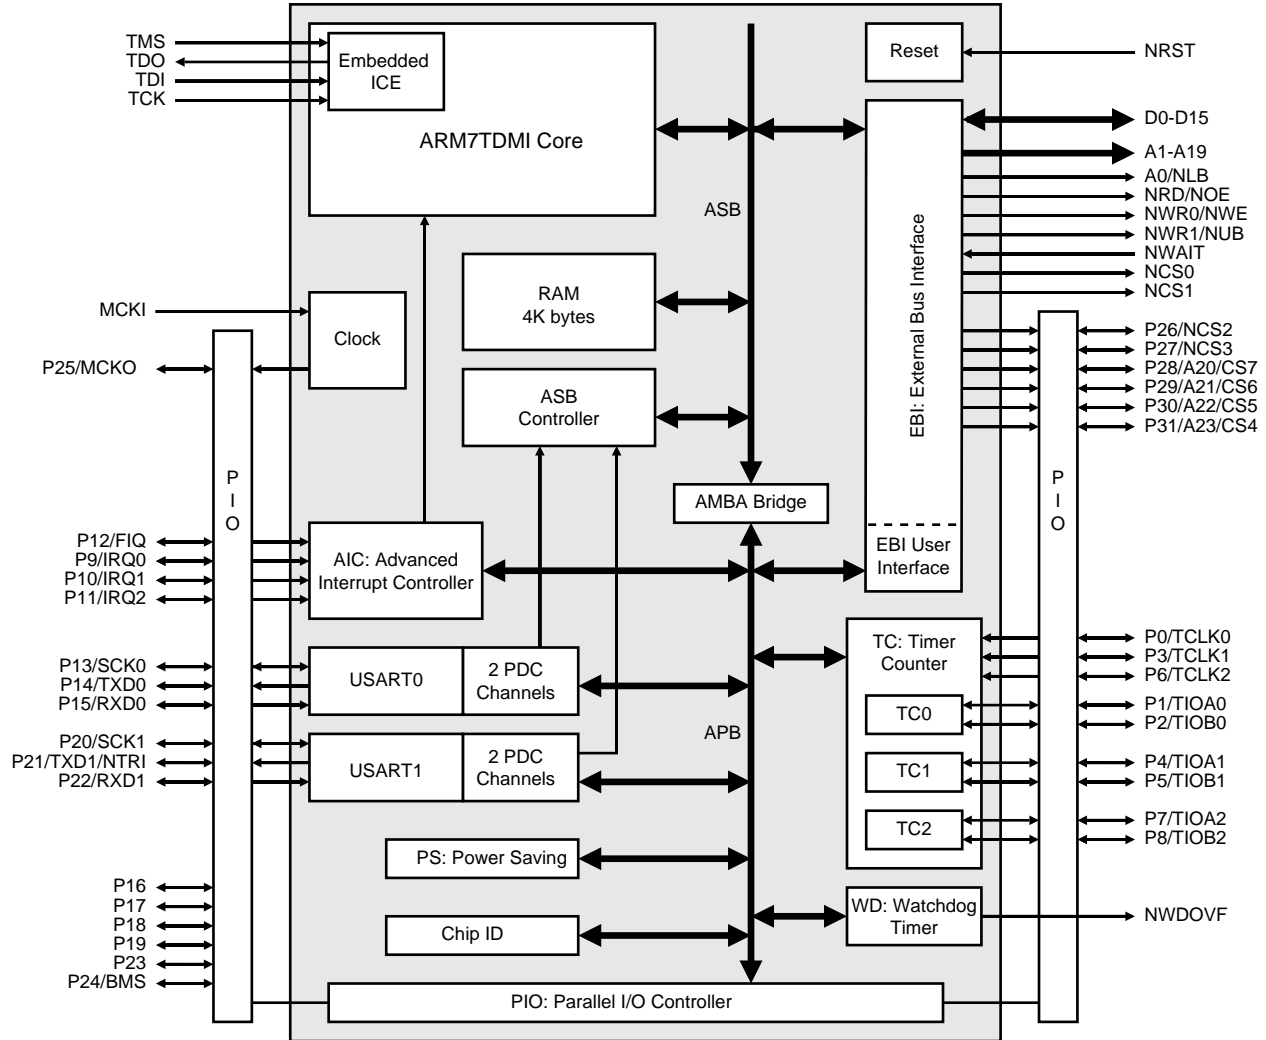 TMS
TDO
TDI
TCK
Embedded
ICE
ARM7TDMI Core
Reset
NRST
D0-D15
A1-A19
A0/NLB
NRD/NOE
NWR0/NWE
NWR1/NUB
NWAIT
NCS0
NCS1
ASB
EBI: External Bus Interface
RAM
4K bytes
MCKI
Clock
P25/MCKO
ASB
Controller
P26/NCS2
P27/NCS3
P28/A20/CS7
P29/A21/CS6
P30/A22/CS5
P31/A23/CS4
P
I
O
P
I
O
AMBA Bridge
EBI User
Interface
P12/FIQ
P9/IRQ0
P10/IRQ1
P11/IRQ2
AIC: Advanced
Interrupt Controller
P13/SCK0
P14/TXD0
P15/RXD0
USART0
2 PDC
Channels
TC: Timer
Counter
P0/TCLK0
P3/TCLK1
P6/TCLK2
TC0
P1/TIOA0
P2/TIOB0
APB
P20/SCK1
P21/TXD1/NTRI
P22/RXD1
USART1
2 PDC
Channels
TC1
P4/TIOA1
P5/TIOB1
TC2
P7/TIOA2
P8/TIOB2
PS: Power Saving
P16
P17
P18
P19
P23
P24/BMS
Chip ID
WD: Watchdog
Timer
NWDOVF
PIO: Parallel I/O Controller